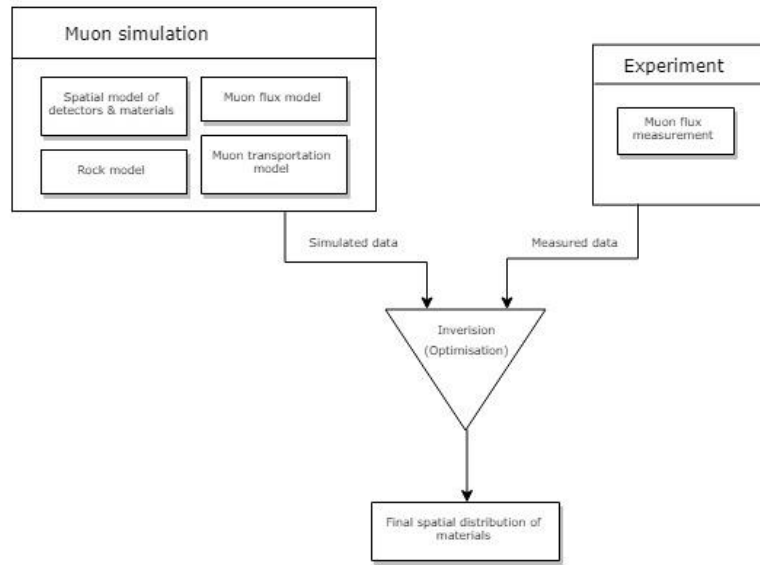 Muon simulation
Spatial model of
detectors & materials
Muon flux model
Rock model
Muon transportation
model
Experiment
Muon flux
measurement
Simulated data
Measured data
Inverision
(Optimisation)
Final spatial distribution of
materials